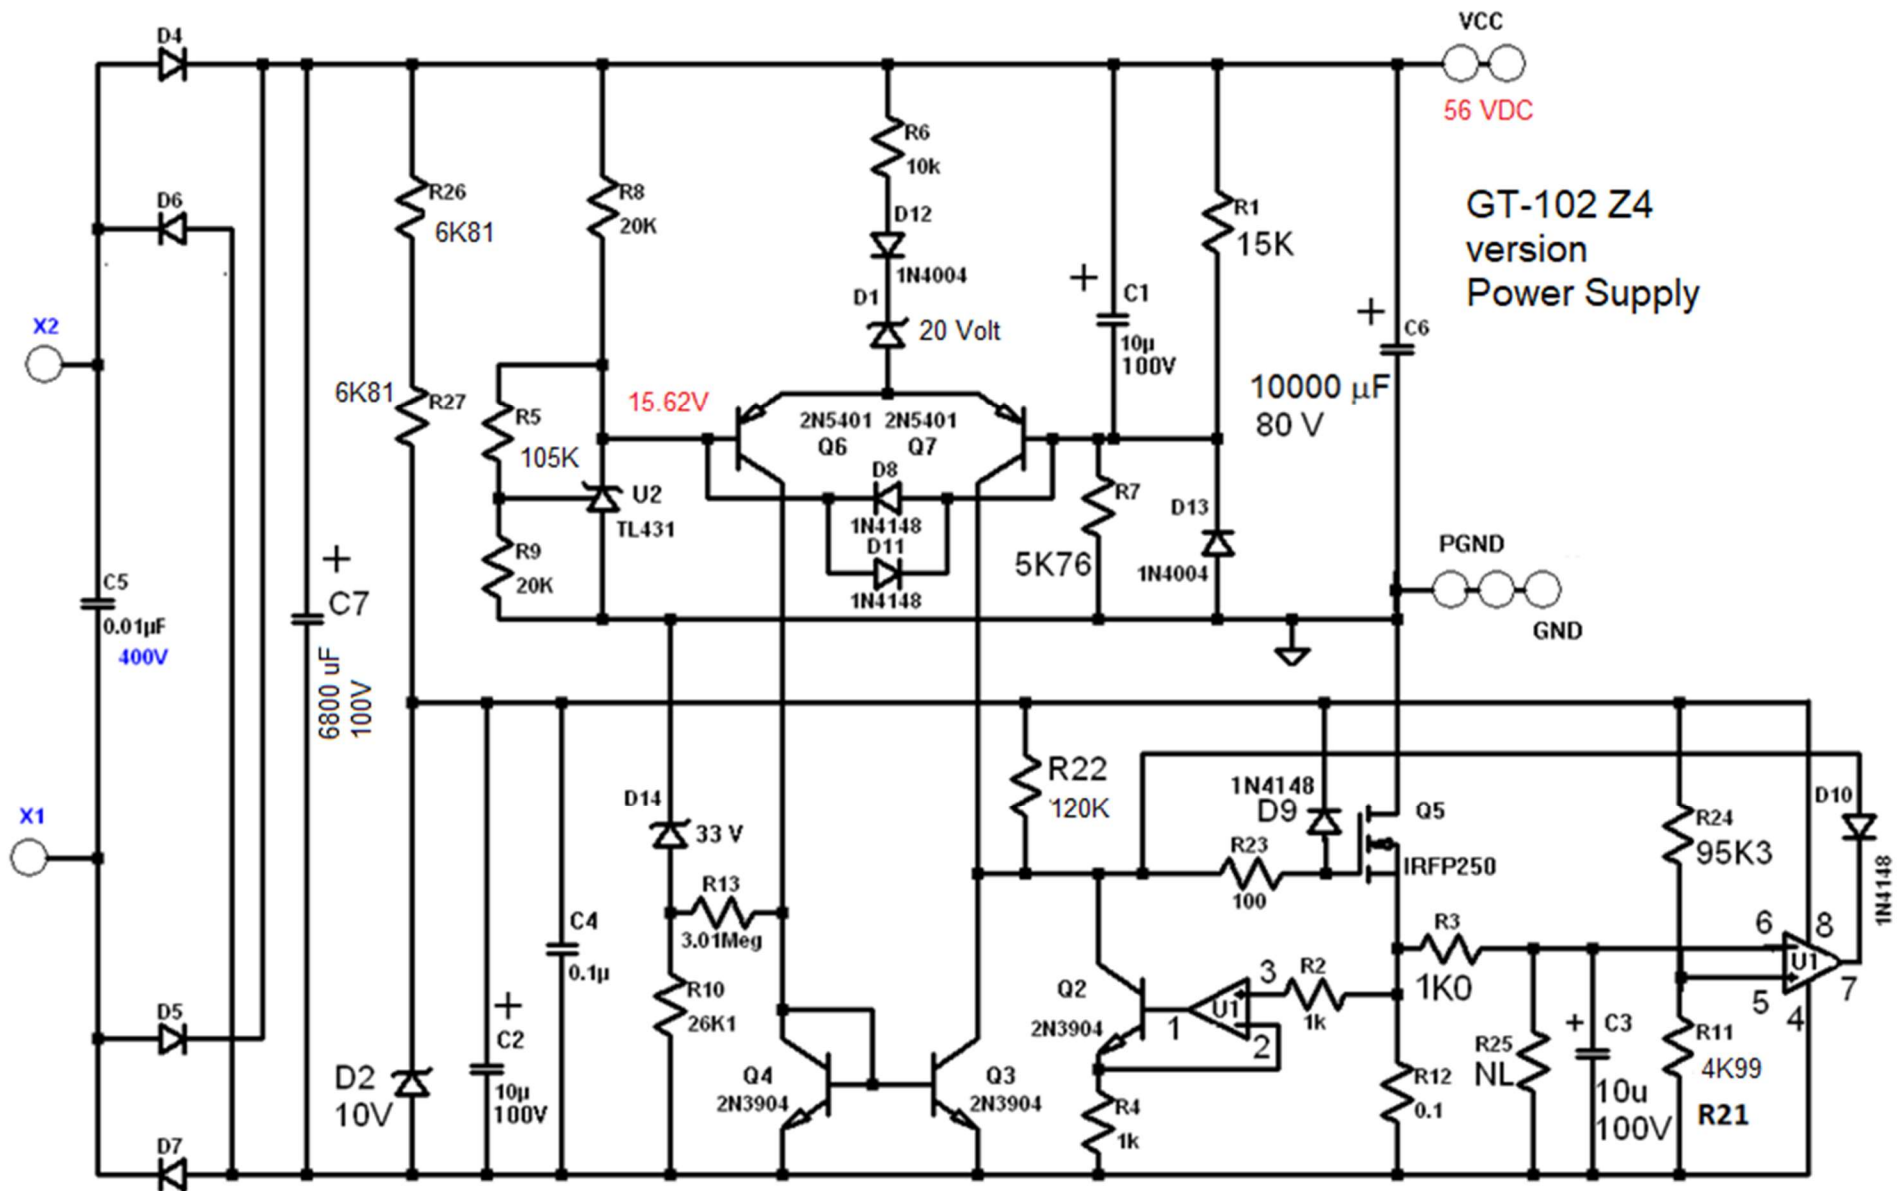 D4
VCC
56 VDC
R6
10k
D6
R26
6K81
R8
20K
D12
1N4004
R1
15K
GT-102 Z4
version
Power Supply
+
C1
10µ
100V
D1
20 Volt
+
C6
10000 µF
80 V
X2
6K81
R27
15.62V
R5
105K
2N5401
2N5401
Q6
Q7
D8
1N4148
D11
1N4148
U2
TL431
R7
5K76
D13
1N4004
PGND
GND
R9
20K
C5
0.01µF
400V
+
C7
6800 uF
100V
X1
D14
33 V
R22
120K
1N4148
D9
Q5
IRFP250
R24
95K3
D10
1N4148
R23
100
R13
3.01Meg
C4
0.1µ
R10
26K1
R3
1K0
6
8
U1
5
4
7
Q2
2N3904
3
U1
1
2
R2
1k
+
C2
10µ
100V
D5
D2
10V
Q4
2N3904
Q3
2N3904
R4
1k
R12
0.1
R25
NL
+
C3
10u
100V
R11
4K99
R21
D7